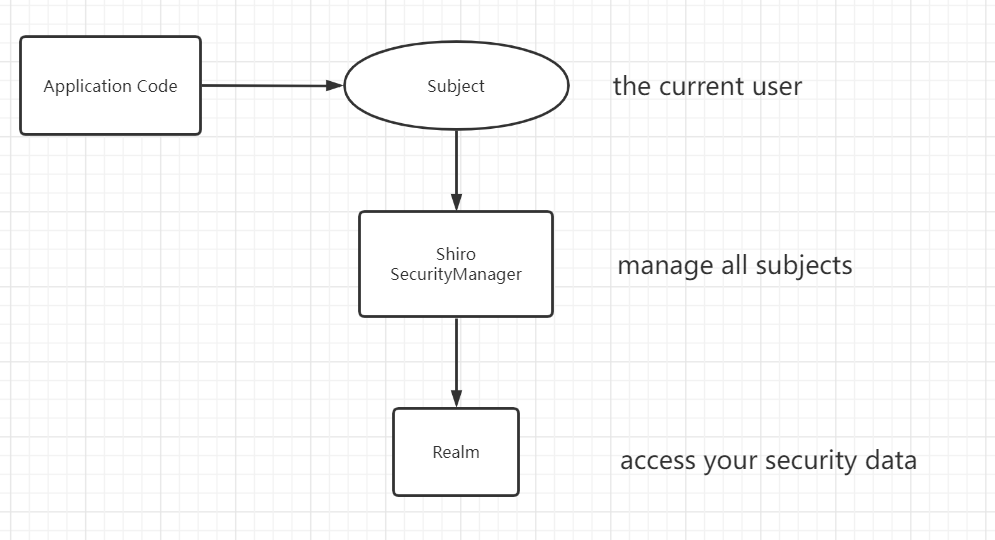 Application Code
Subject
the current user
Shiro
SecurityManager
manage all subjects
Realm
access your security data